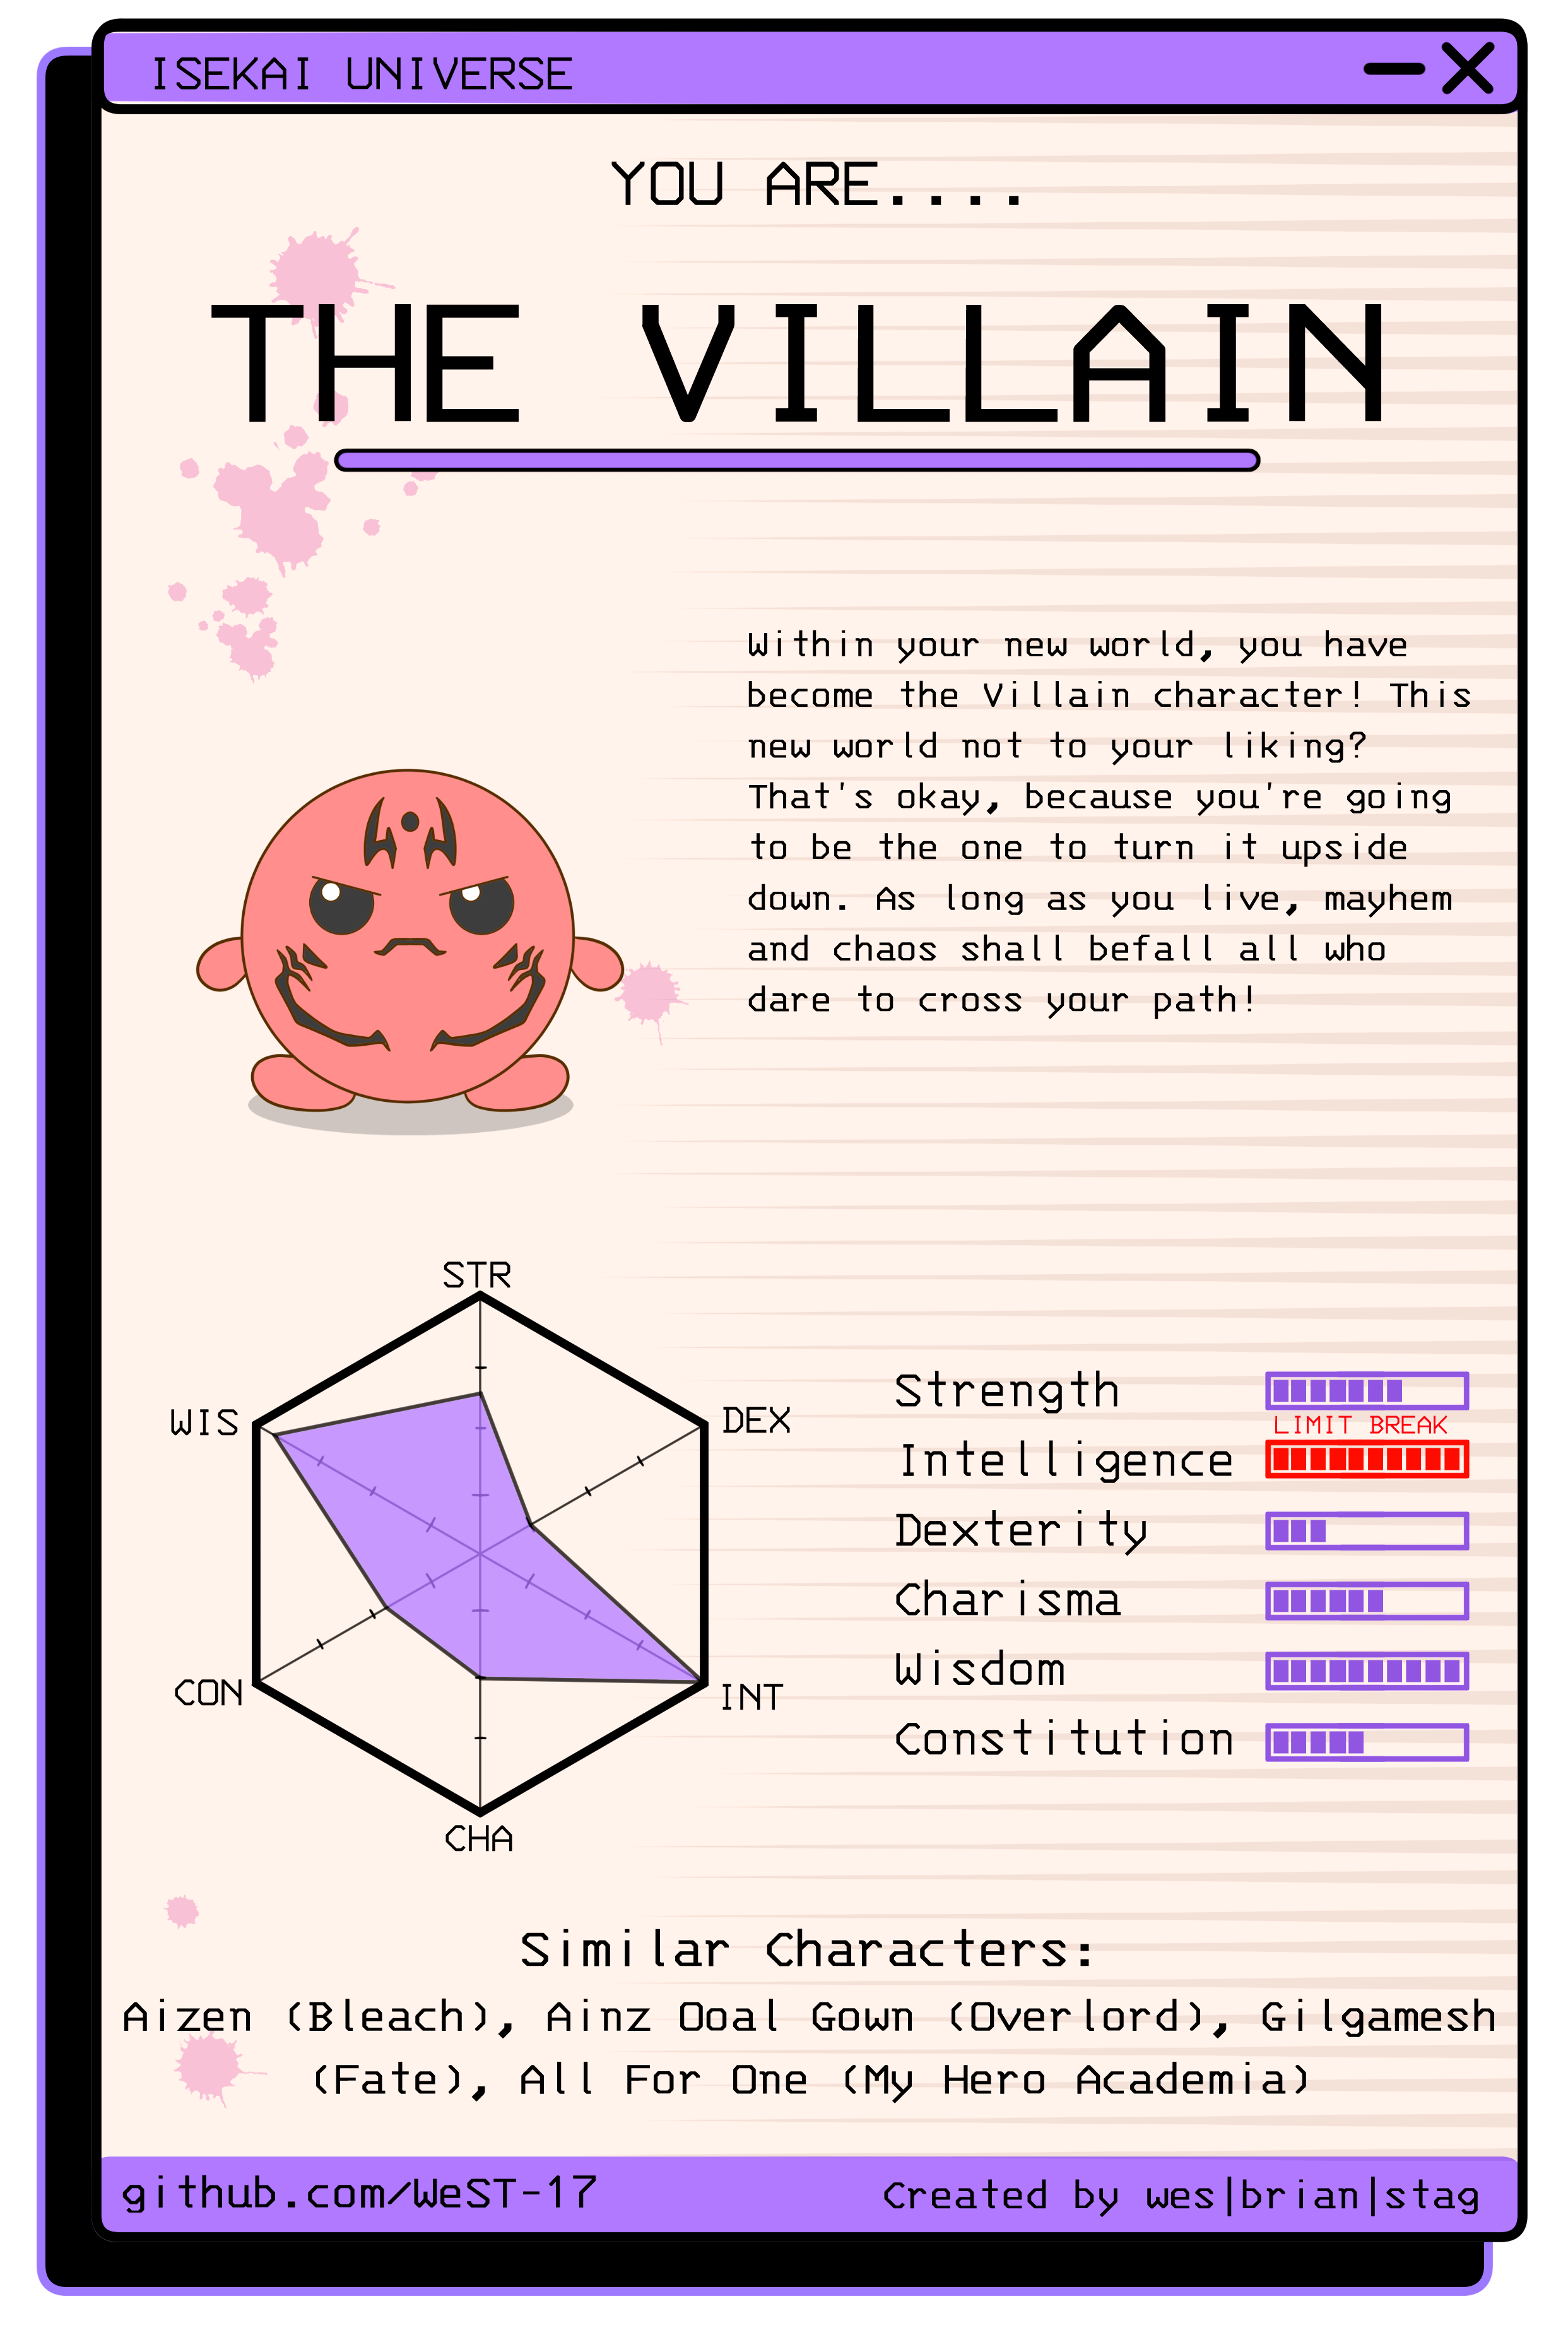 ISEKAI UNIVERSE
YOU ARE....
THE VILLAIN
Within your new world, you have
become the Villain character! This
new world not to your liking?
That's okay, because you're going
to be the one to turn it upside
down. As long as you live, mayhem
and chaos shall befall all who
dare to cross your path!
STR
WIS
DEX
CON
INT
CHA
Strength
LIMIT BREAK
Intelligence
Dexterity
Charisma
Wisdom
Constitution
Similar Characters:
Aizen (Bleach), Ainz Ooal Gown (Overlord), Gilgamesh
(Fate), All For One (My Hero Academia)
github.com/WeST-17
Created by wes|brian|stag